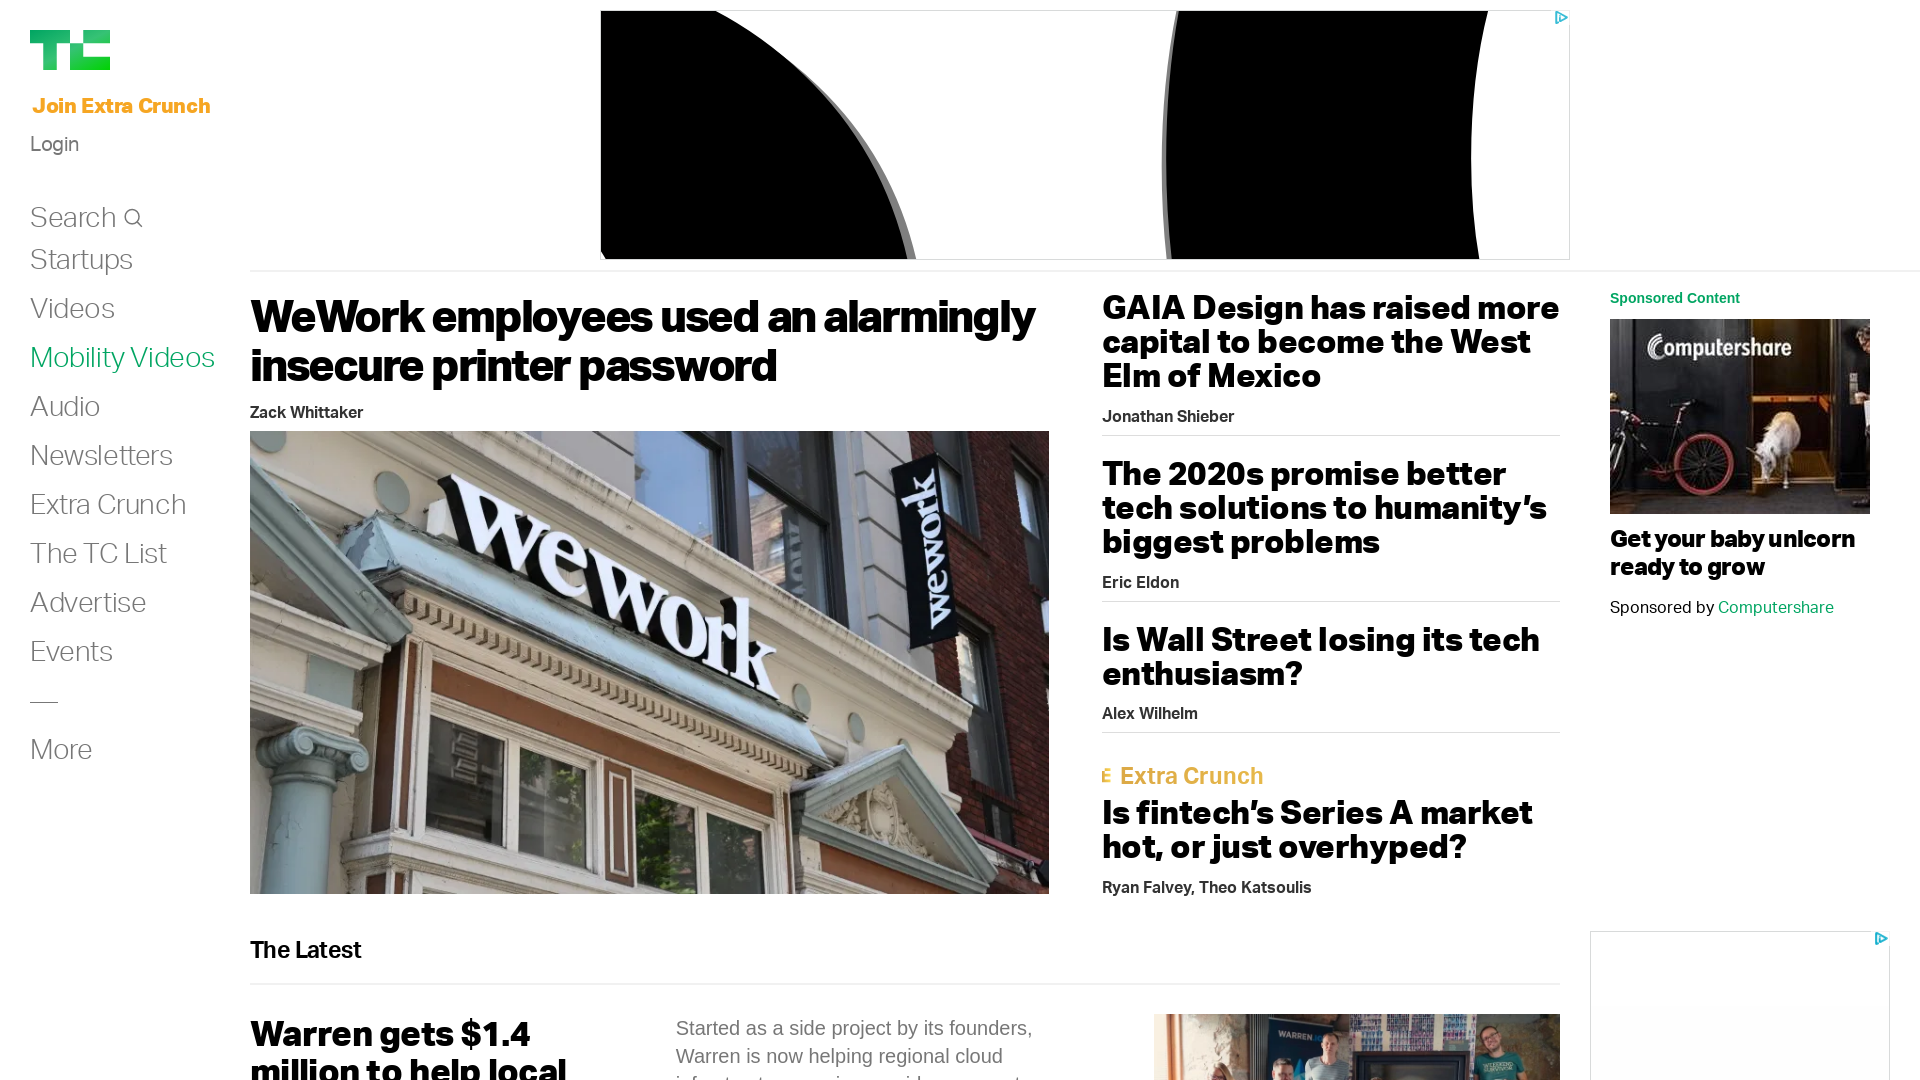 TC
Join Extra Crunch
Login
Search
Startups
Videos
Mobility Videos
Audio
Newsletters
Extra Crunch
The TC List
Advertise
Events
More
WeWork employees used an alarmingly
insecure printer password
Zack Whittaker
wework
wework
GAIA Design has raised more
capital to become the West
Elm of Mexico
Jonathan Shieber
The 2020s promise better
tech solutions to humanity’s
biggest problems
Eric Eldon
Is Wall Street losing its tech
enthusiasm?
Alex Wilhelm
Extra Crunch
Is fintech’s Series A market
hot, or just overhyped?
Ryan Falvey, Theo Katsoulis
Sponsored Content
Computershare
Get your baby unicorn
ready to grow
Sponsored by Computershare
The Latest
Warren gets $1.4
million to help local
Started as a side project by its founders,
Warren is now helping regional cloud
WARREN